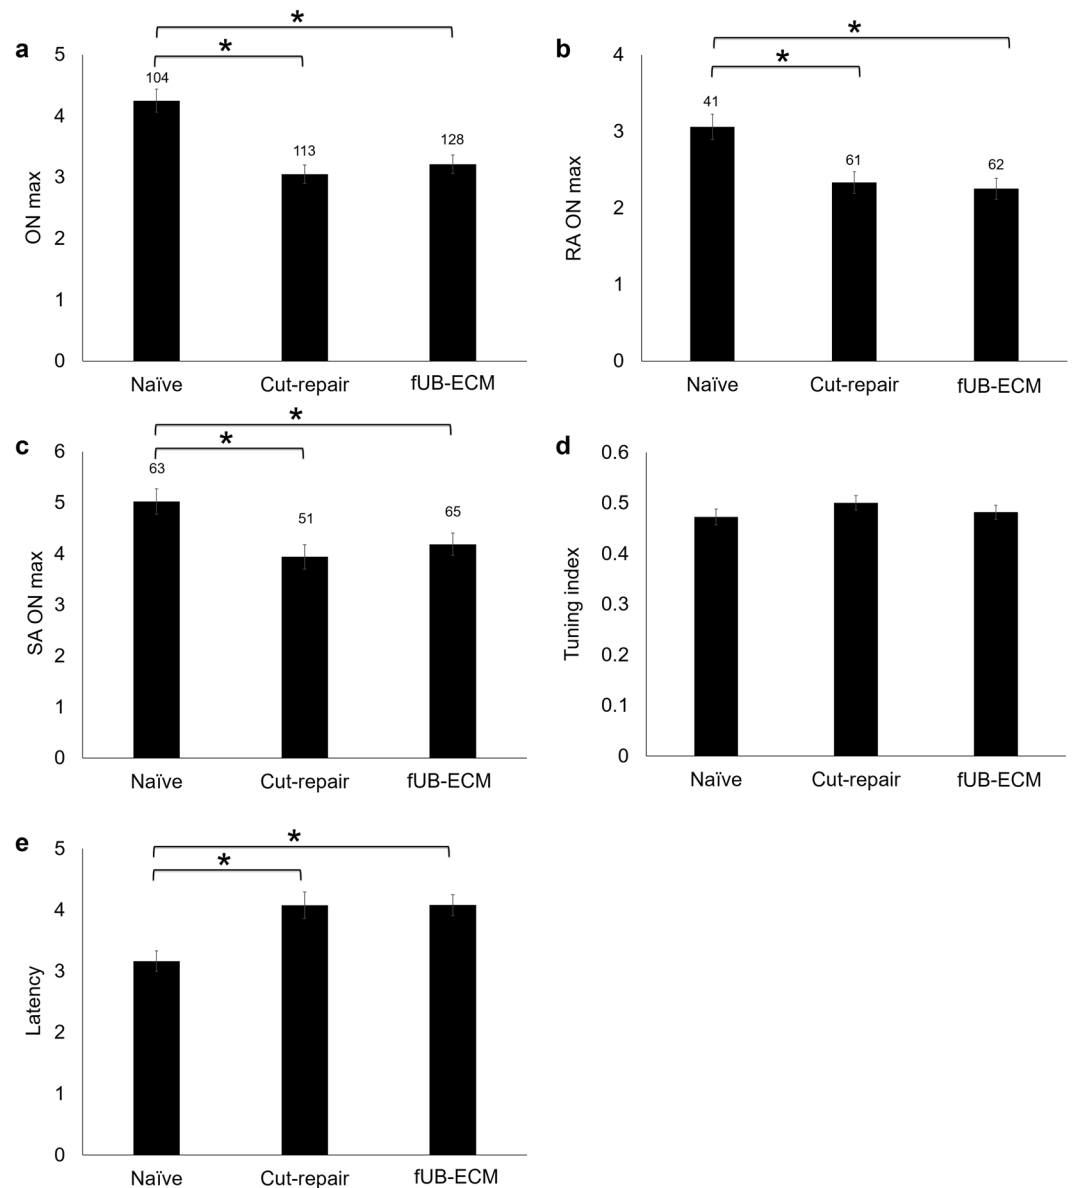 a
*
*
5
4
3
2
1
0
ON max
104
113
128
Naïve
Cut-repair
fUB-ECM
b
*
*
4
3
2
1
0
RA ON max
41
61
62
Naïve
Cut-repair
fUB-ECM
c
*
*
6
5
4
3
2
1
0
SA ON max
63
51
65
Naïve
Cut-repair
fUB-ECM
d
0.6
0.5
0.4
0.3
0.2
0.1
0
Tuning index
Naïve
Cut-repair
fUB-ECM
e
*
*
5
4
3
2
1
0
Latency
Naïve
Cut-repair
fUB-ECM